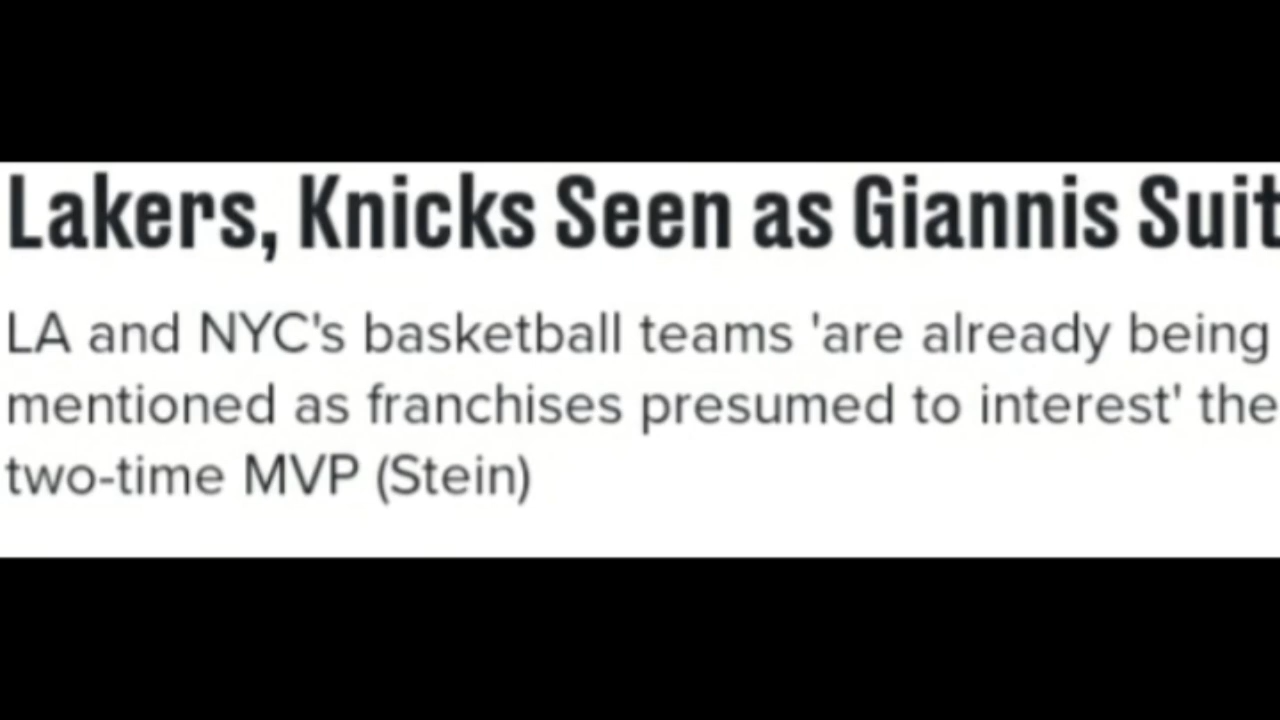 Lakers, Knicks Seen as Giannis Suit
LA and NYC's basketball teams 'are already being
mentioned as franchises presumed to interest' the
two-time MVP (Stein)